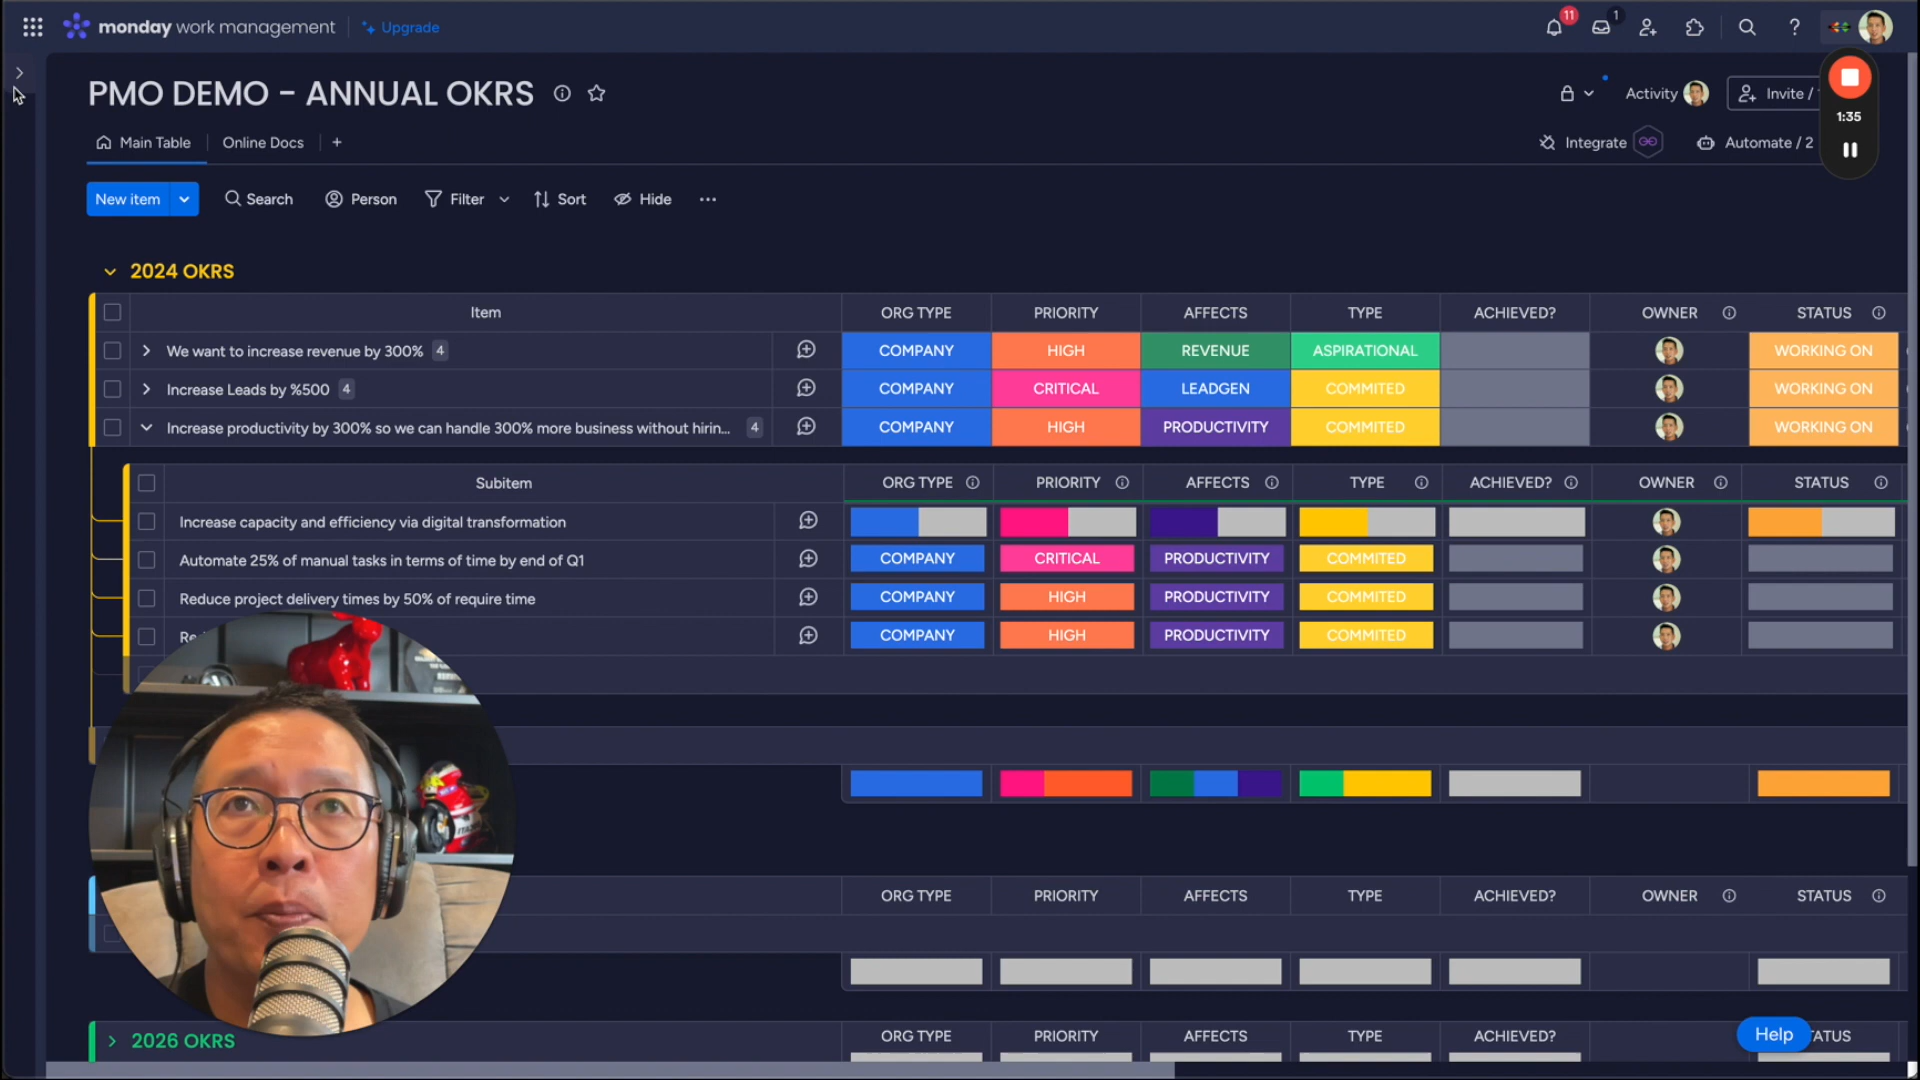 monday work management Upgrade 11 1
PMO DEMO - ANNUAL OKRS Activity Invite / 1:35
Main Table Online Docs + Integrate Automate / 2
New item Search Person Filter Sort Hide
2024 OKRS
Item ORG TYPE PRIORITY AFFECTS TYPE ACHIEVED? OWNER STATUS
We want to increase revenue by 300% 4 COMPANY HIGH REVENUE ASPIRATIONAL WORKING ON
Increase Leads by %500 4 COMPANY CRITICAL LEADGEN COMMITED WORKING ON
Increase productivity by 300% so we can handle 300% more business without hirin... 4 COMPANY HIGH PRODUCTIVITY COMMITED WORKING ON
Subitem ORG TYPE PRIORITY AFFECTS TYPE ACHIEVED? OWNER STATUS
Increase capacity and efficiency via digital transformation
Automate 25% of manual tasks in terms of time by end of Q1 COMPANY CRITICAL PRODUCTIVITY COMMITED
Reduce project delivery times by 50% of require time COMPANY HIGH PRODUCTIVITY COMMITED
COMPANY HIGH PRODUCTIVITY COMMITED
ORG TYPE PRIORITY AFFECTS TYPE ACHIEVED? OWNER STATUS
2026 OKRS ORG TYPE PRIORITY AFFECTS TYPE ACHIEVED? Help ATUS